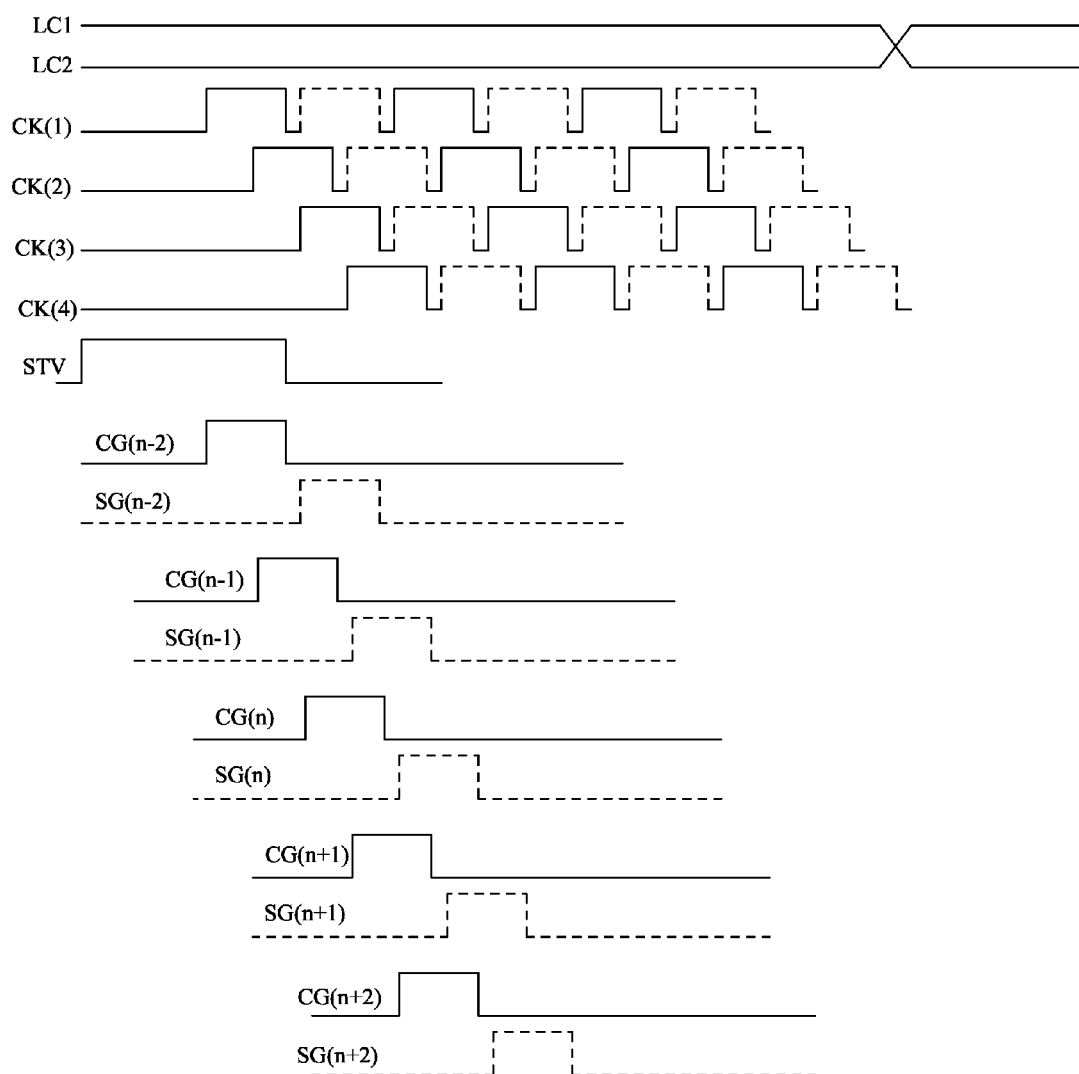 LC1
LC2
CK(1)
CK(2)
CK(3)
CK(4)
STV
CG(n-2)
SG(n-2)
CG(n-1)
SG(n-1)
CG(n)
SG(n)
CG(n+1)
SG(n+1)
CG(n+2)
SG(n+2)